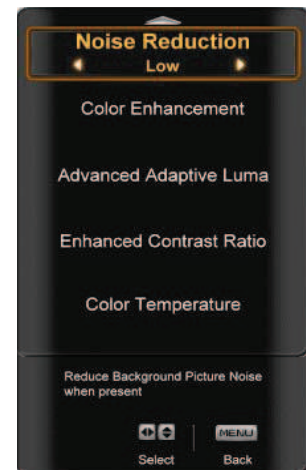 Noise Reduction
Low
Color Enhancement
Advanced Adaptive Luma
Enhanced Contrast Ratio
Color Temperature
Reduce Background Picture Noise
when present
MENU
Select
Back